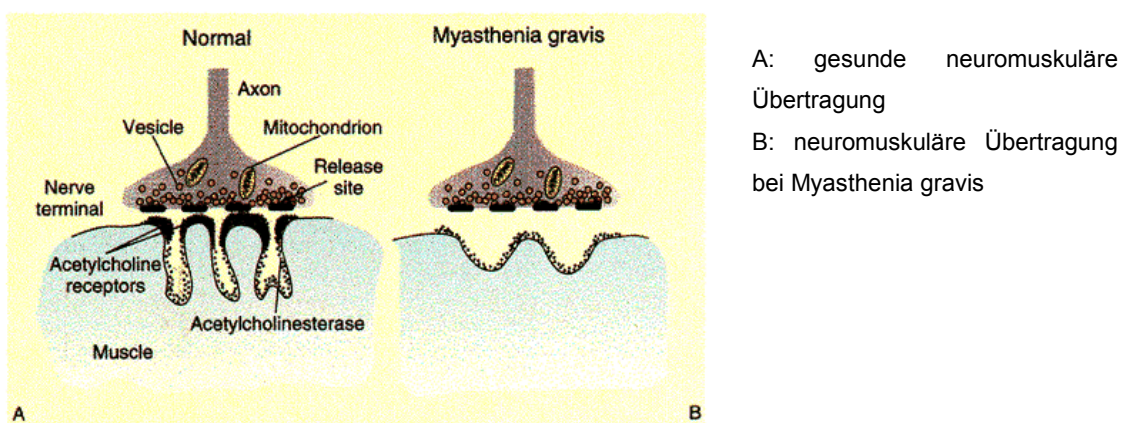 Normal
Myasthenia gravis
Axon
Vesicle
Mitochondrion
Release
site
Nerve
terminal
Acetylcholine
receptors
Acetylcholinesterase
Muscle
A
B
A: gesunde neuromuskuläre
Übertragung
B: neuromuskuläre Übertragung
bei Myasthenia gravis